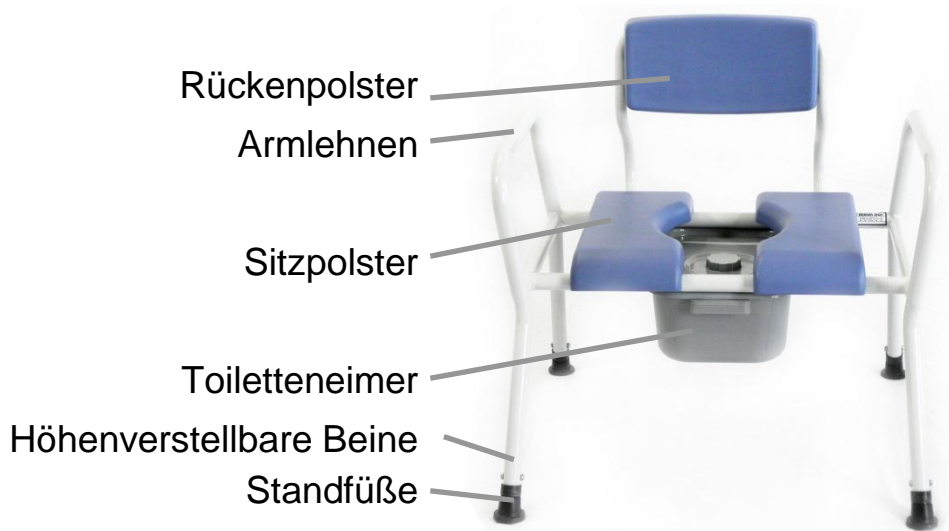 Rückenpolster
Armlehnen
Sitzpolster
Toiletteneimer
Höhenverstellbare Beine
Standfüße